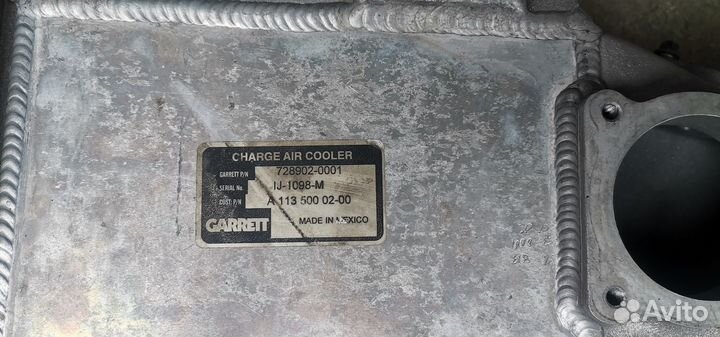 CHARGE AIR COOLER
GARRETT P/N 728902-0001
SERIAL No. IJ-1098-M
CUST. P/N A 113 500 02-00
GARRETT MADE IN MEXICO
Avito